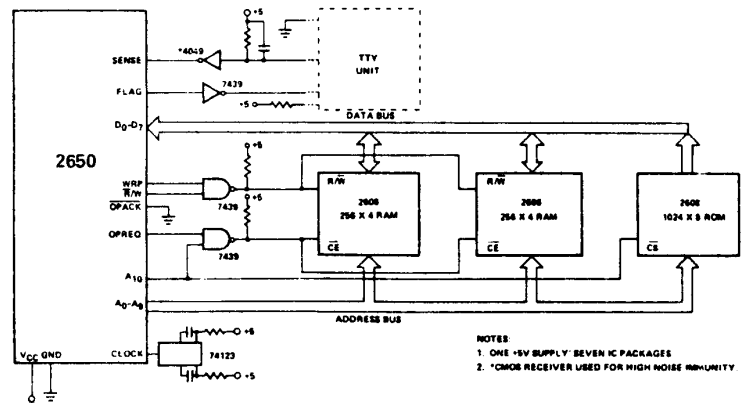 +5
*4049
SENSE
TTY
UNIT
FLAG
7439
+5
DATA BUS
D0-D7
2650
+5
WRP
R̅/W
7439
OPACK
+5
OPREQ
7439
A10
A0-A9
ADDRESS BUS
R/W̅
2606
256 X 4 RAM
C̅E̅
R/W̅
2606
256 X 4 RAM
C̅E̅
2608
1024 X 8 ROM
C̅S̅
+5
CLOCK
74123
+5
VCC GND
NOTES:
1. ONE +5V SUPPLY SEVEN IC PACKAGES
2. *CMOS RECEIVER USED FOR HIGH NOISE IMMUNITY